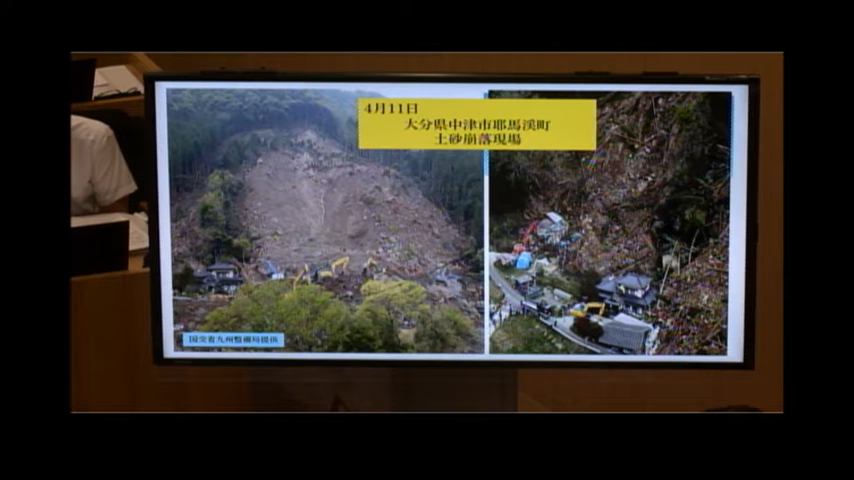 4月11日
大分県中津市耶馬溪町
土砂崩落現場
国交省九州整備局提供